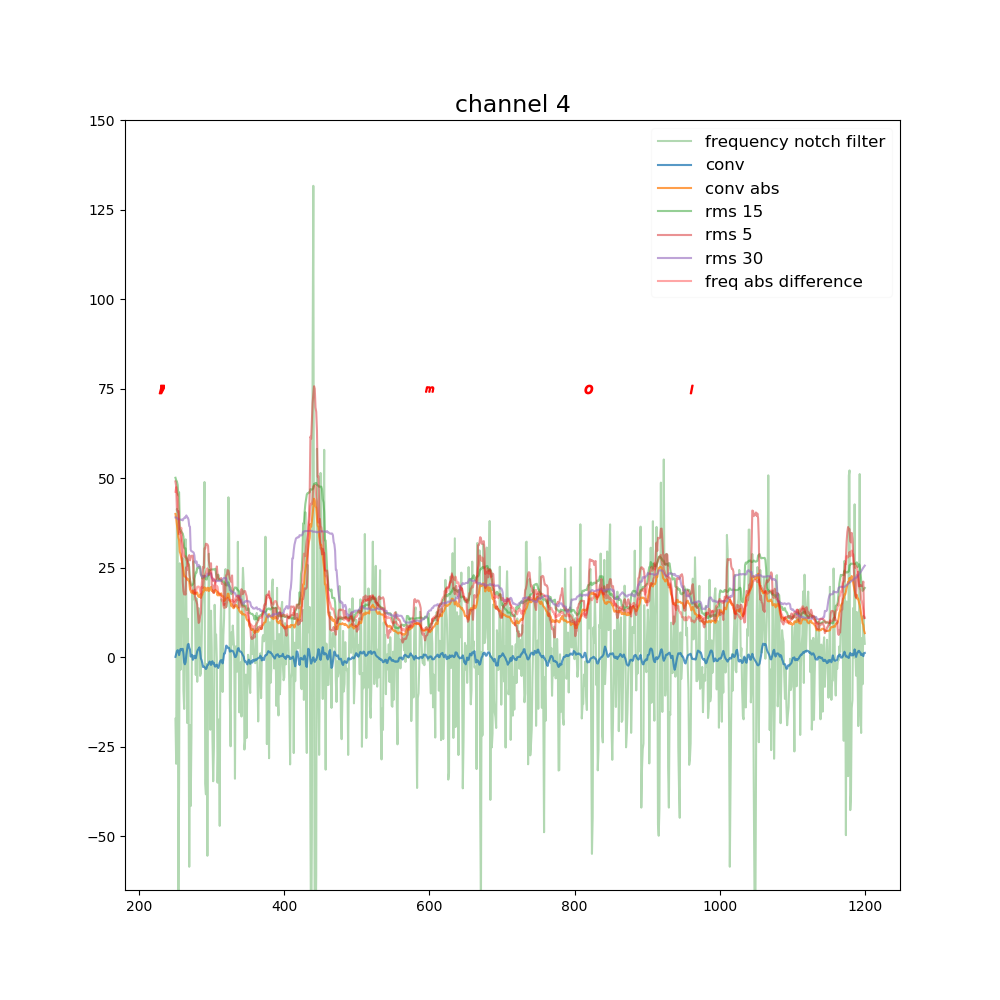 channel 4
150
125
100
75
50
25
0
−25
−50
frequency notch filter
conv
conv abs
rms 15
rms 5
rms 30
freq abs difference
m o l
200 400 600 800 1000 1200